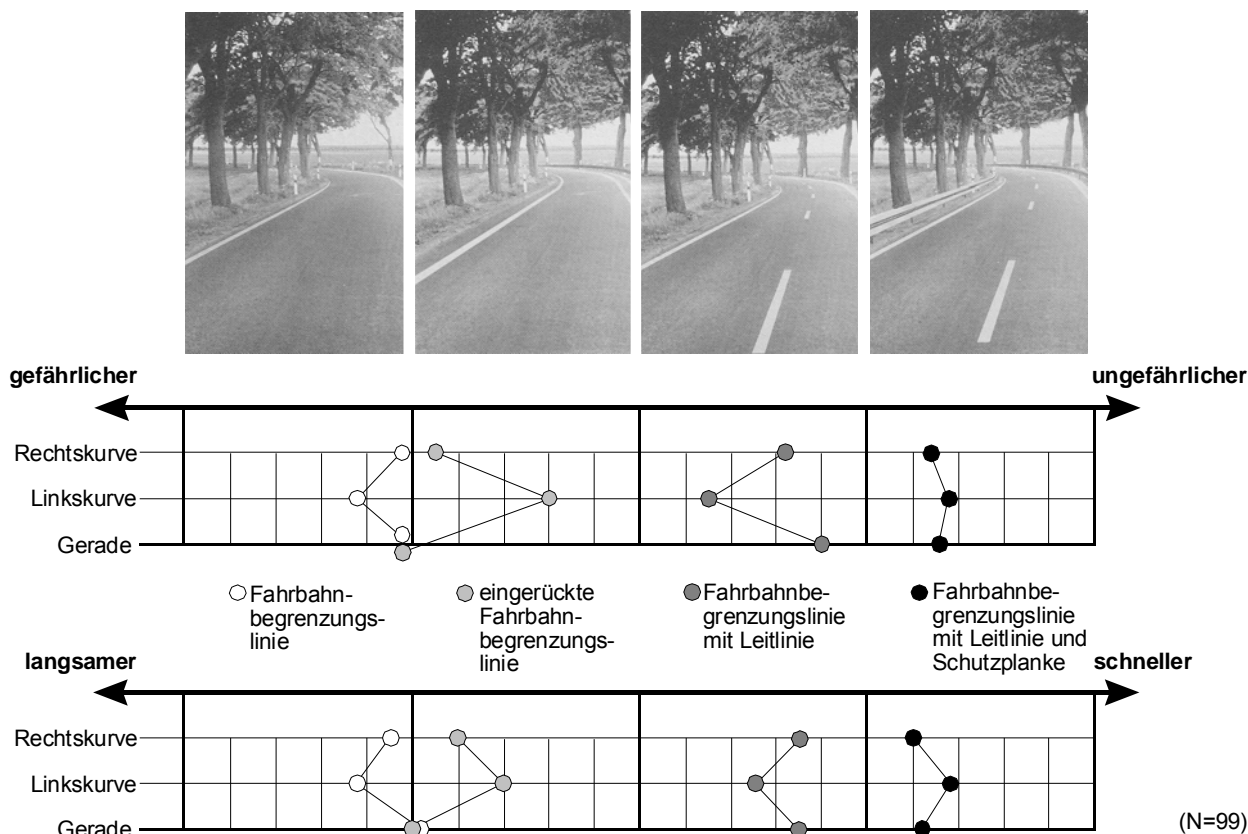 gefährlicher
ungefährlicher
Rechtskurve
Linkskurve
Gerade
Fahrbahn-
begrenzungs-
linie
eingerückte
Fahrbahn-
begrenzungs-
linie
Fahrbahnbe-
grenzungslinie
mit Leitlinie
Fahrbahnbe-
grenzungslinie
mit Leitlinie und
Schutzplanke
langsamer
schneller
Rechtskurve
Linkskurve
Gerade
(N=99)